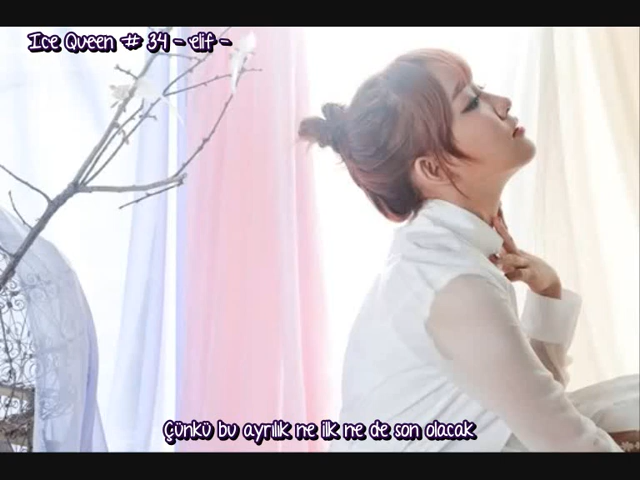 Ice Queen # 34 - elif -
Çünkü bu ayrılık ne ilk ne de son olacak